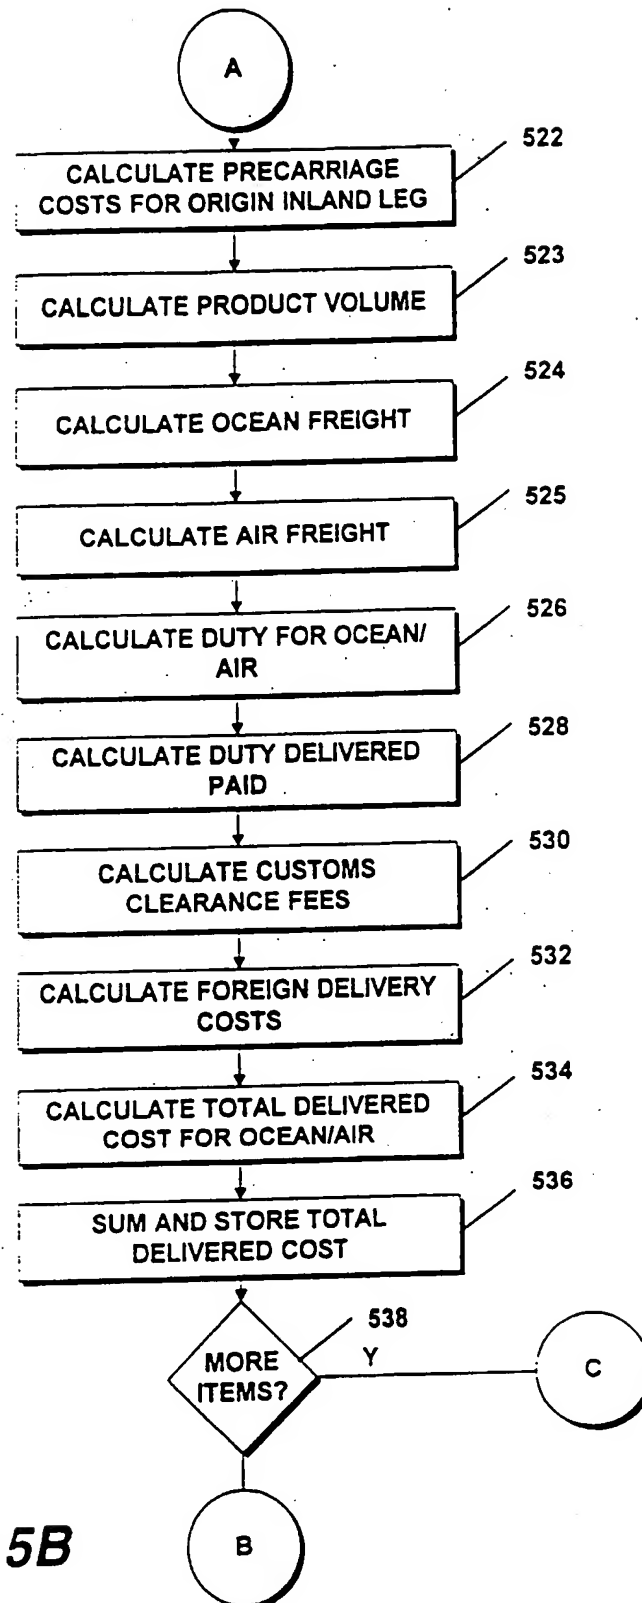 A
522
CALCULATE PRECARRIAGE
COSTS FOR ORIGIN INLAND LEG
523
CALCULATE PRODUCT VOLUME
524
CALCULATE OCEAN FREIGHT
525
CALCULATE AIR FREIGHT
526
CALCULATE DUTY FOR OCEAN/
AIR
528
CALCULATE DUTY DELIVERED
PAID
530
CALCULATE CUSTOMS
CLEARANCE FEES
532
CALCULATE FOREIGN DELIVERY
COSTS
534
CALCULATE TOTAL DELIVERED
COST FOR OCEAN/AIR
536
SUM AND STORE TOTAL
DELIVERED COST
538
MORE
ITEMS?
Y
C
B
5B